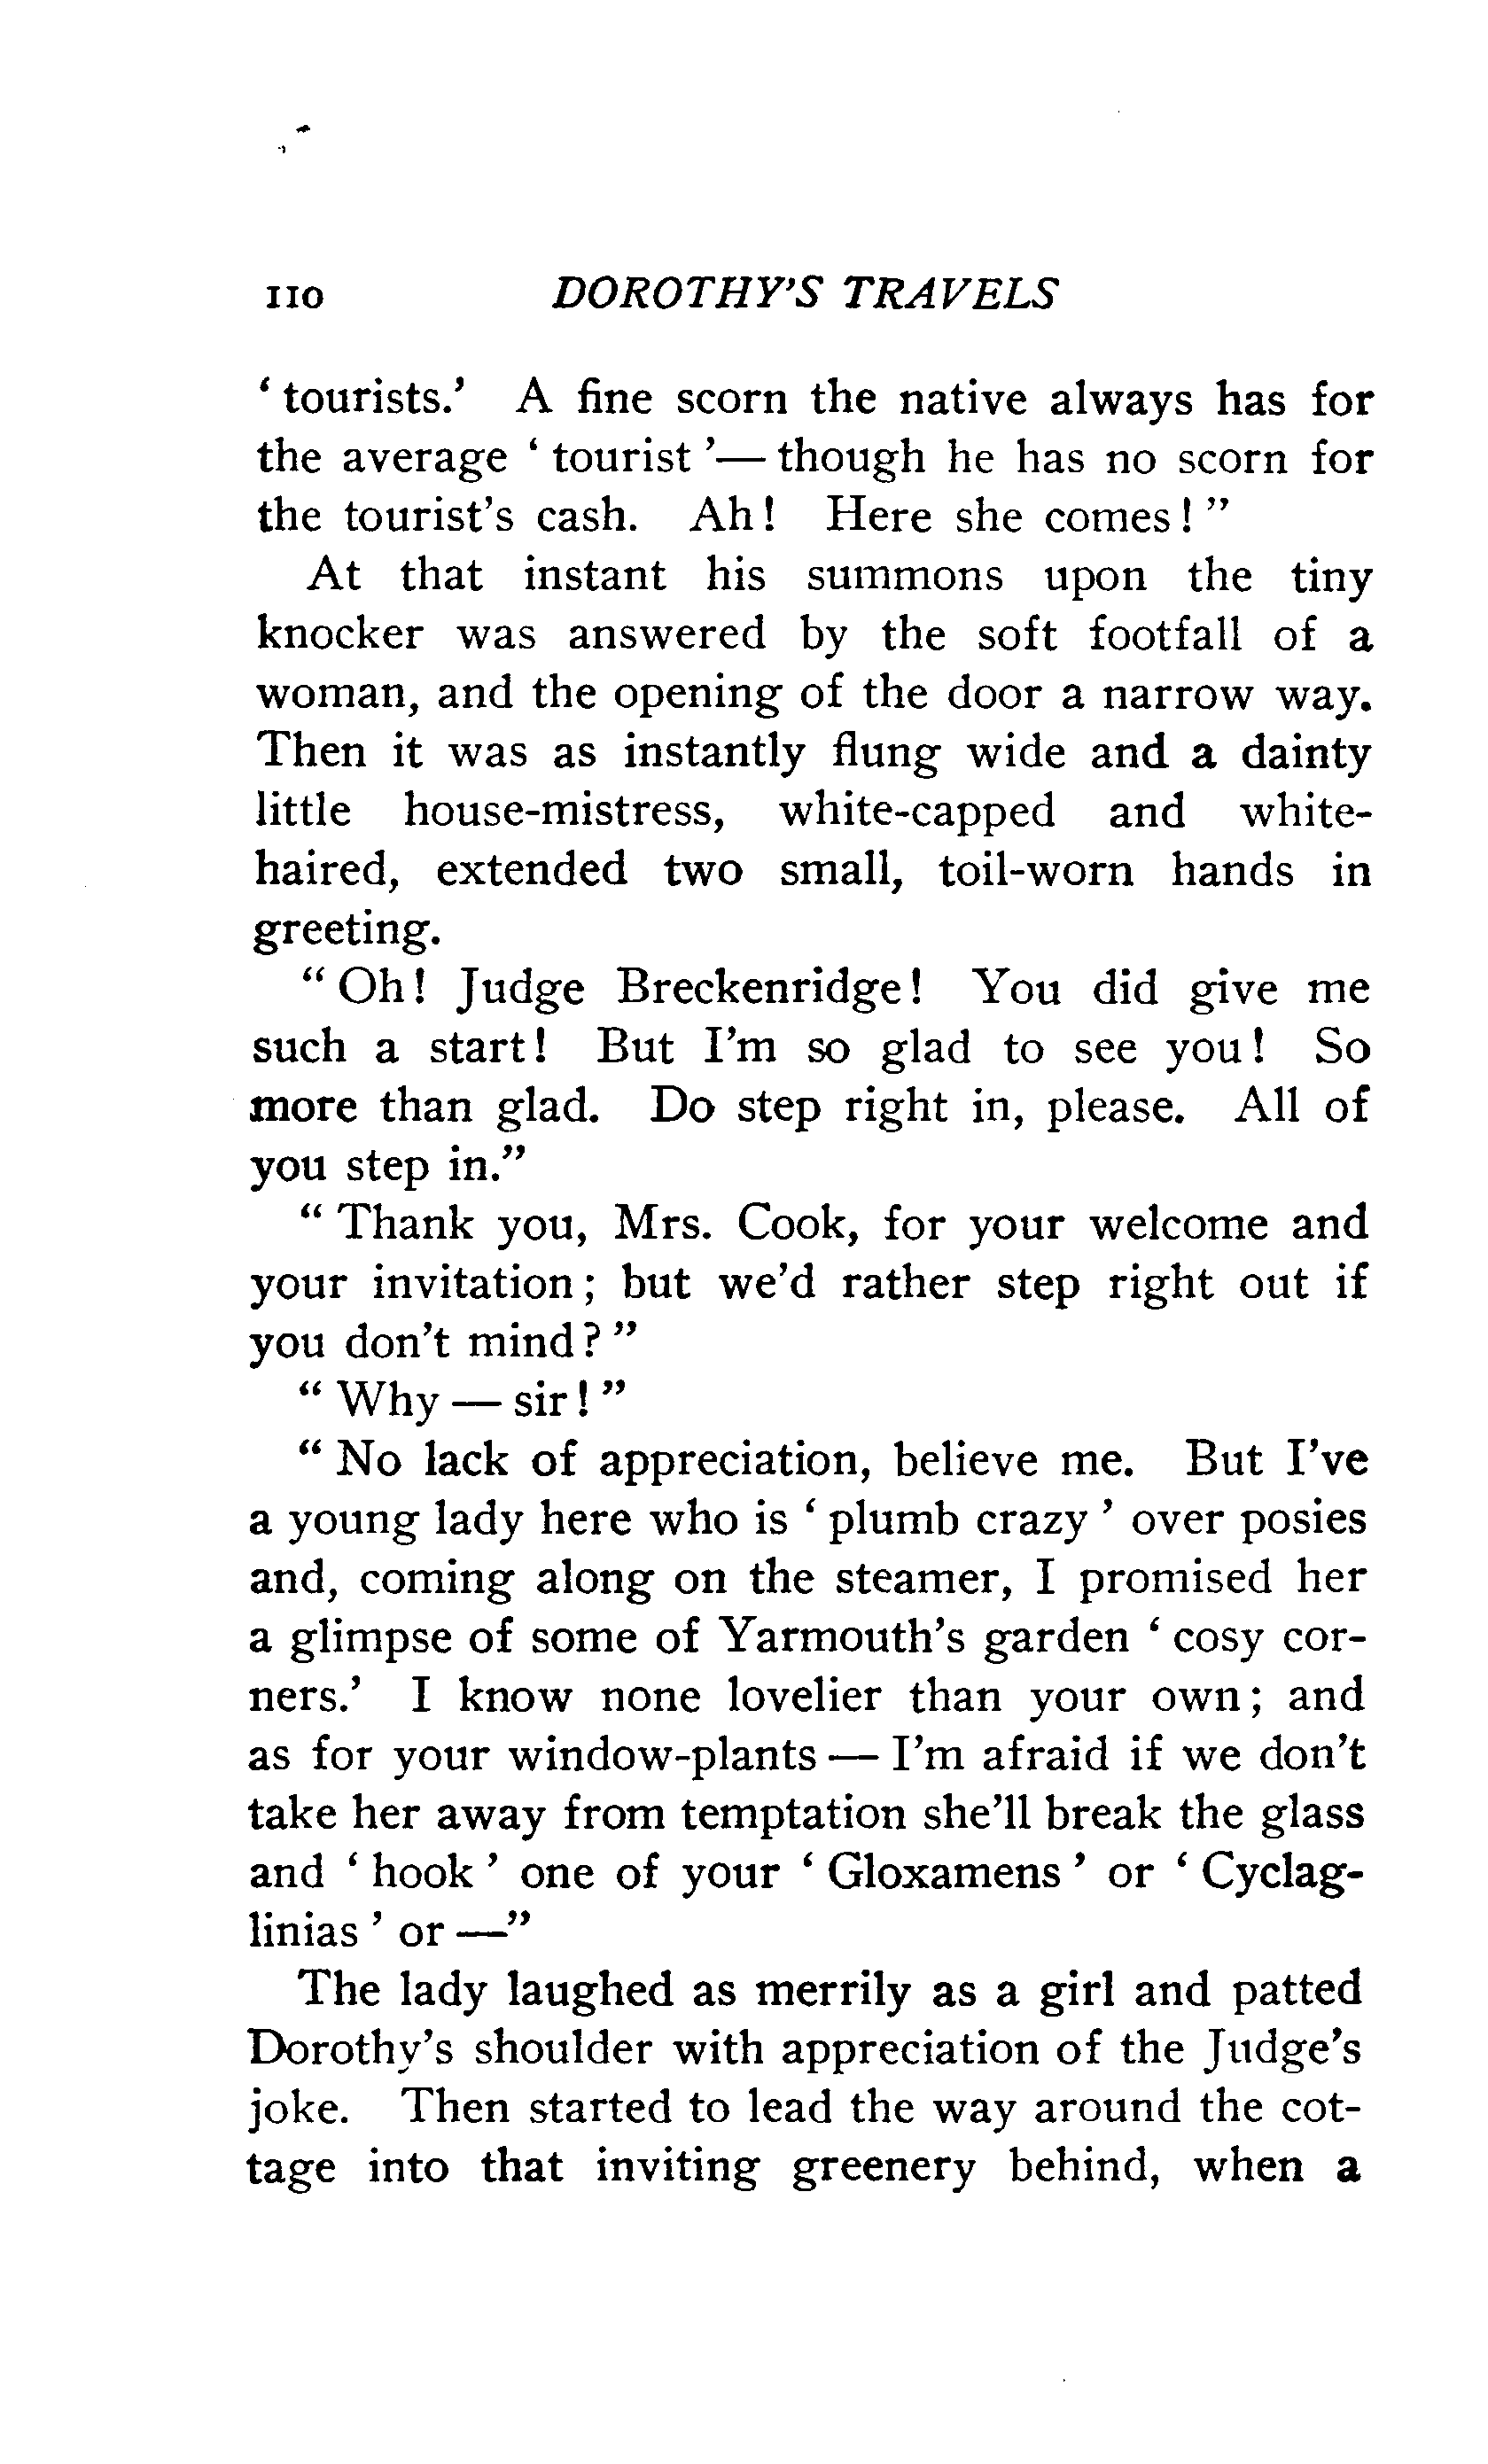 110 DOROTHY'S TRAVELS
‘ tourists.’ A fine scorn the native always has for
the average ‘ tourist ’— though he has no scorn for
the tourist's cash. Ah! Here she comes! ”
At that instant his summons upon the tiny
knocker was answered by the soft footfall of a
woman, and the opening of the door a narrow way.
Then it was as instantly flung wide and a dainty
little house-mistress, white-capped and white-
haired, extended two small, toil-worn hands in
greeting.
“ Oh! Judge Breckenridge! You did give me
such a start! But I'm so glad to see you! So
more than glad. Do step right in, please. All of
you step in.”
“ Thank you, Mrs. Cook, for your welcome and
your invitation; but we'd rather step right out if
you don't mind? ”
“ Why — sir! ”
“ No lack of appreciation, believe me. But I've
a young lady here who is ‘ plumb crazy ’ over posies
and, coming along on the steamer, I promised her
a glimpse of some of Yarmouth's garden ‘ cosy cor-
ners.’ I know none lovelier than your own; and
as for your window-plants — I'm afraid if we don't
take her away from temptation she'll break the glass
and ‘ hook ’ one of your ‘ Gloxamens ’ or ‘ Cyclag-
linias ’ or —”
The lady laughed as merrily as a girl and patted
Dorothy's shoulder with appreciation of the Judge's
joke. Then started to lead the way around the cot-
tage into that inviting greenery behind, when a